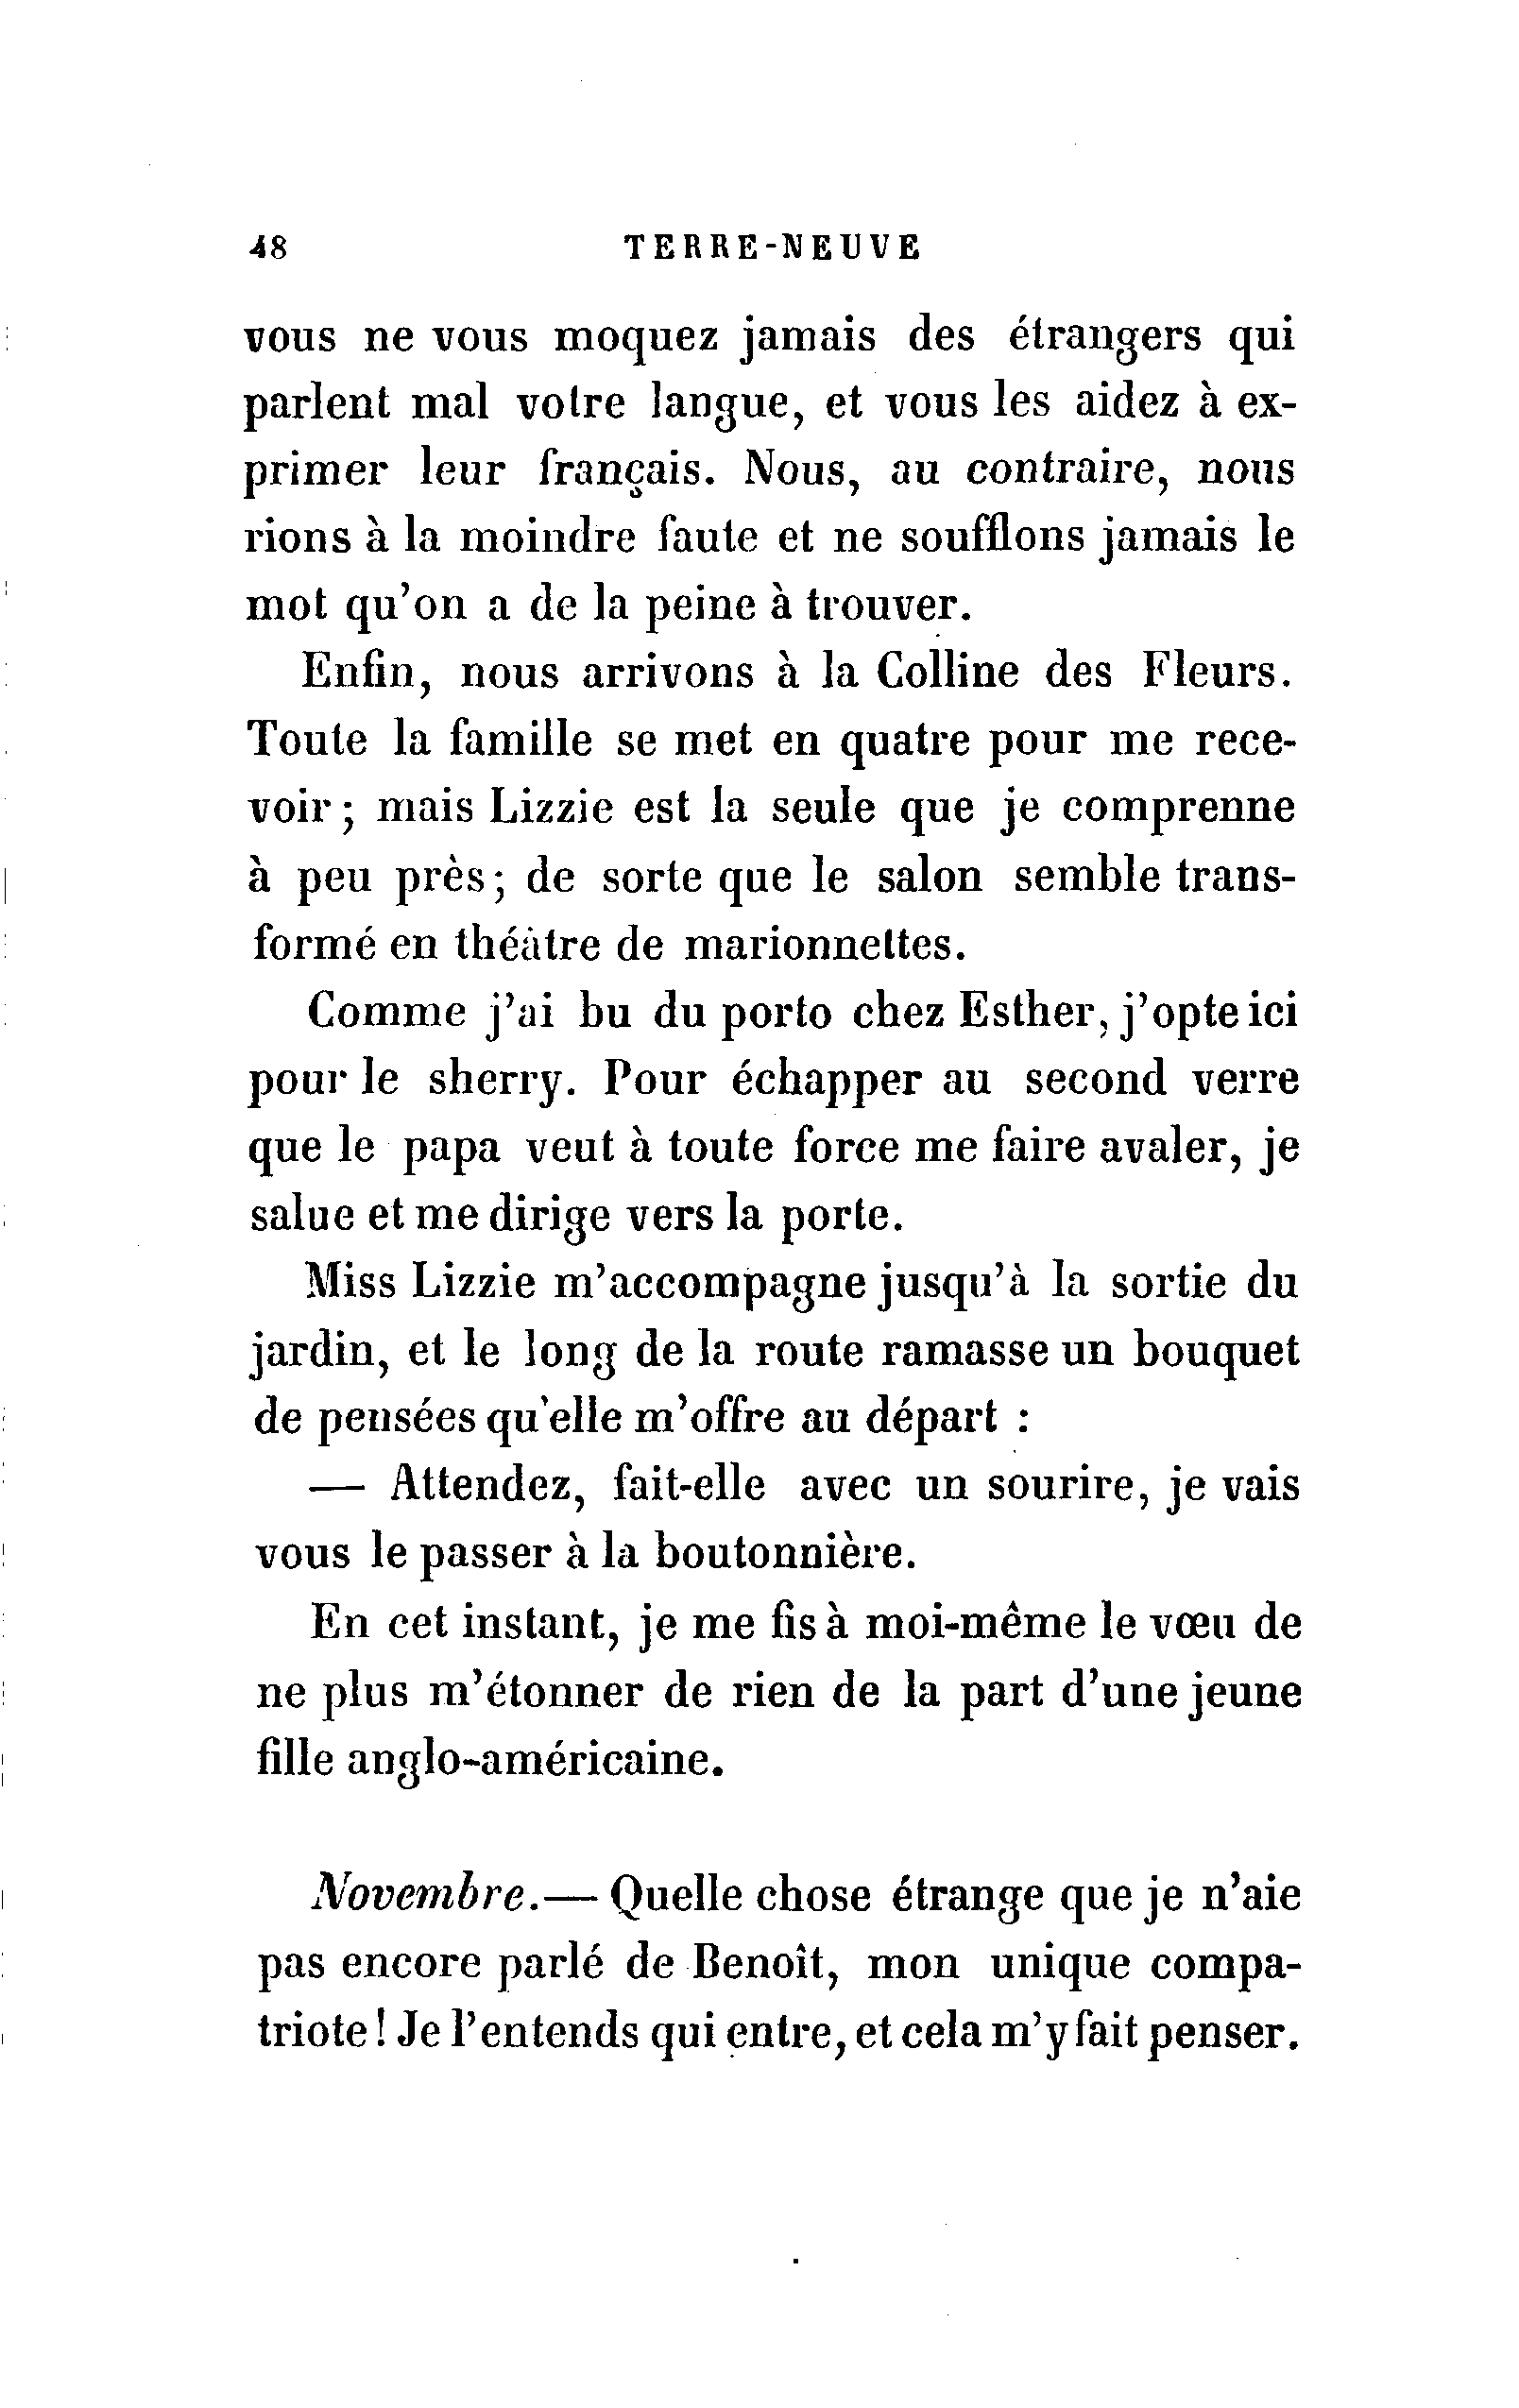 48 TERRE-NEUVE
vous ne vous moquez jamais des étrangers qui
parlent mal votre langue, et vous les aidez à ex-
primer leur français. Nous, au contraire, nous
rions à la moindre faute et ne soufflons jamais le
mot qu'on a de la peine à trouver.
Enfin, nous arrivons à la Colline des Fleurs.
Toute la famille se met en quatre pour me rece-
voir ; mais Lizzie est la seule que je comprenne
à peu près ; de sorte que le salon semble trans-
formé en théâtre de marionnettes.
Comme j'ai bu du porto chez Esther, j'opte ici
pour le sherry. Pour échapper au second verre
que le papa veut à toute force me faire avaler, je
salue et me dirige vers la porte.
Miss Lizzie m'accompagne jusqu'à la sortie du
jardin, et le long de la route ramasse un bouquet
de pensées qu'elle m'offre au départ :
— Attendez, fait-elle avec un sourire, je vais
vous le passer à la boutonnière.
En cet instant, je me fis à moi-même le vœu de
ne plus m'étonner de rien de la part d'une jeune
fille anglo-américaine.
Novembre. — Quelle chose étrange que je n'aie
pas encore parlé de Benoît, mon unique compa-
triote ! Je l'entends qui entre, et cela m'y fait penser.